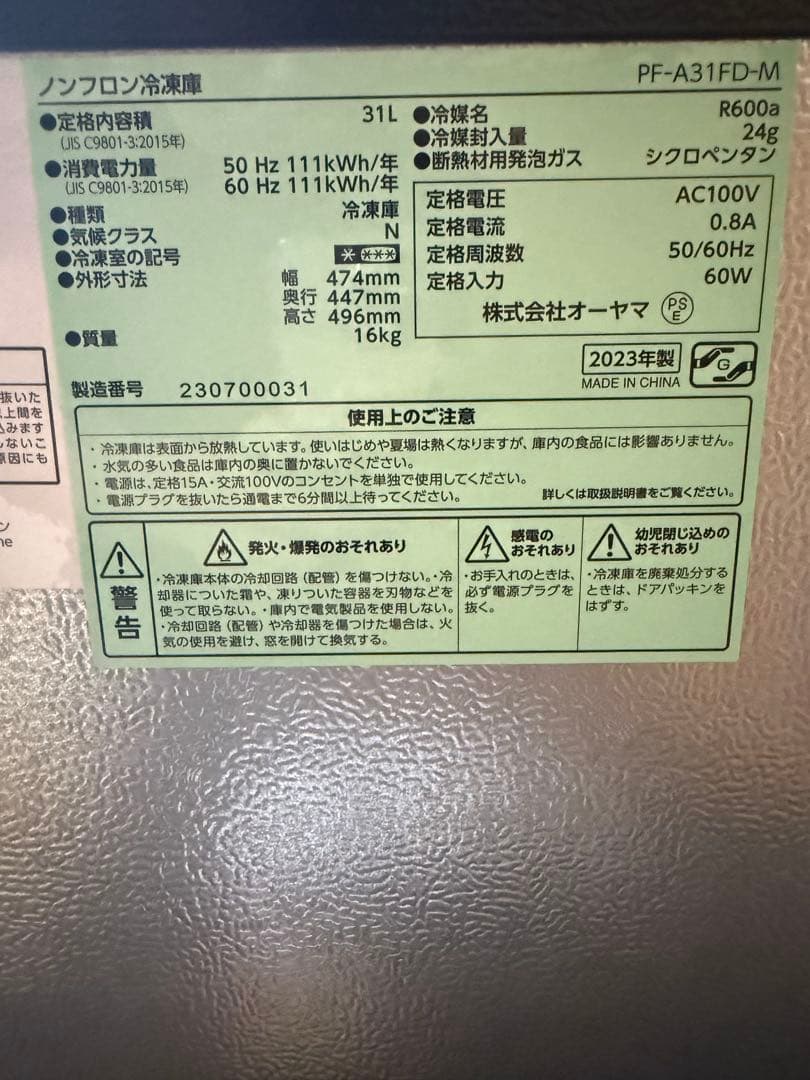 ノンフロン冷凍庫 PF-A31FD-M
●定格内容積 31L
(JIS C9801-3:2015年)
●消費電力量 50 Hz 111kWh/年
(JIS C9801-3:2015年) 60 Hz 111kWh/年
●種類 冷凍庫
●気候クラス N
●冷凍室の記号
●外形寸法 幅 474mm
奥行 447mm
高さ 496mm
●質量 16kg
●冷媒名 R600a
●冷媒封入量 24g
●断熱材用発泡ガス シクロペンタン
定格電圧 AC100V
定格電流 0.8A
定格周波数 50/60Hz
定格入力 60W
株式会社オーヤマ PSE
2023年製 G
MADE IN CHINA
製造番号 230700031
使用上のご注意
・冷凍庫は表面から放熱しています。使いはじめや夏場は熱くなりますが、庫内の食品には影響ありません。
・水気の多い食品は庫内の奥に置かないでください。
・電源は、定格15A・交流100Vのコンセントを単独で使用してください。
・電源プラグを抜いたら通電まで6分間以上待ってください。 詳しくは取扱説明書をご覧ください。
警告
発火・爆発のおそれあり
・冷凍庫本体の冷却回路（配管）を傷つけない。・冷
却器についた霜や、凍りついた容器を刃物などを
使って取らない。・庫内で電気製品を使用しない。
・冷却回路（配管）や冷却器を傷つけた場合は、火
気の使用を避け、窓を開けて換気する。
感電の
おそれあり
・お手入れのときは、
必ず電源プラグを
抜く。
幼児閉じ込めの
おそれあり
・冷凍庫を廃棄処分する
ときは、ドアパッキンを
はずす。
抜いた
上間を
込みます
しないこ
原因にも
ン
ne